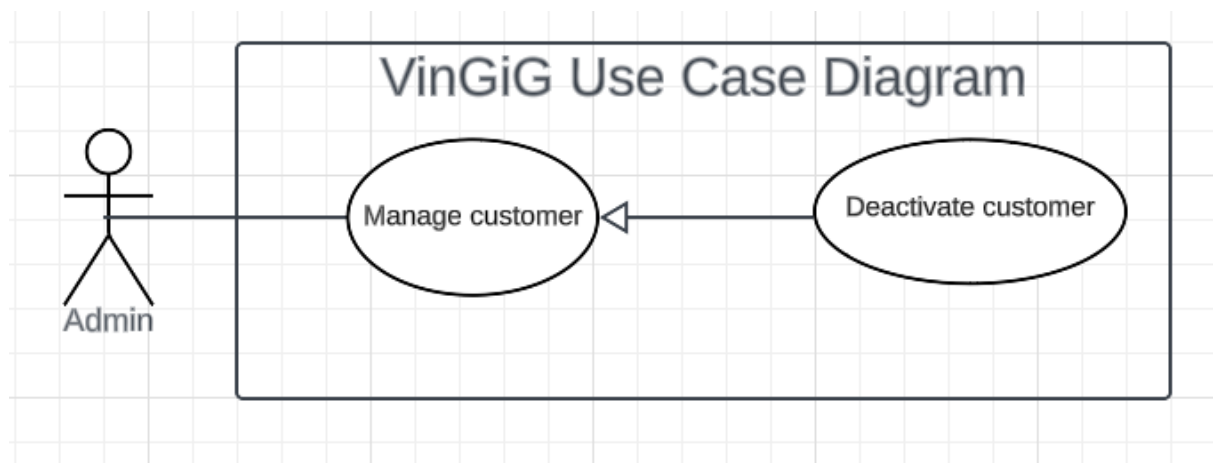 VinGiG Use Case Diagram
Manage customer
Deactivate customer
Admin